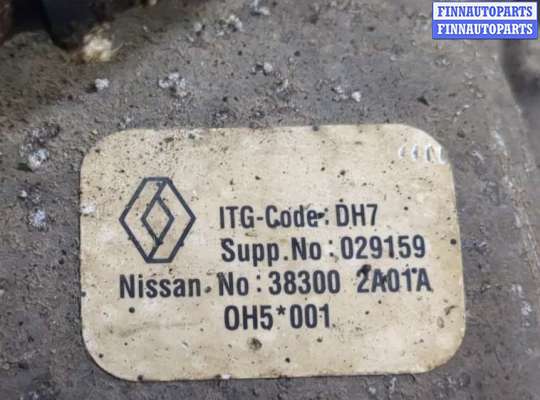 FINNAUTOPARTS
FINNAUTOPARTS
ITG-Code: DH7
Supp.No: 029159
Nissan No: 38300 2A01A
OH5*001